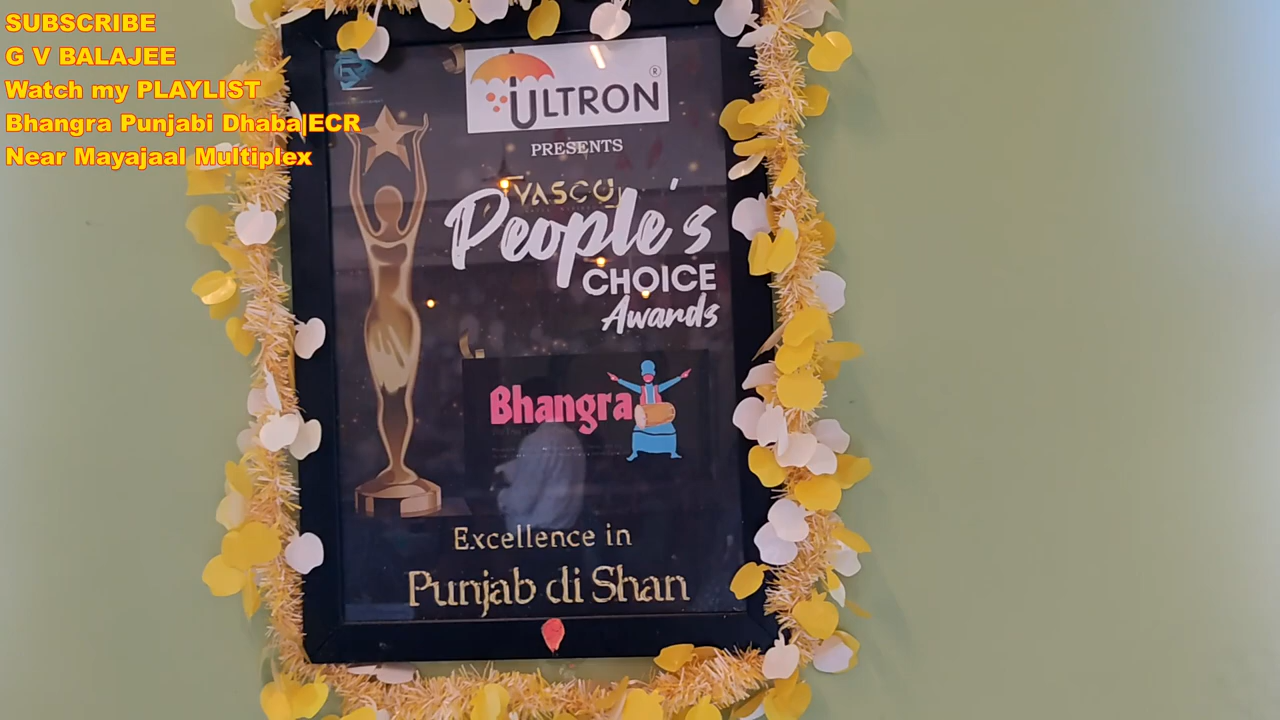 SUBSCRIBE
G V BALAJEE
Watch my PLAYLIST
Bhangra Punjabi Dhaba|ECR
Near Mayajaal Multiplex
ULTRON®
PRESENTS
VASCO
People's
CHOICE
Awards
Bhangra
Excellence in
Punjab di Shan